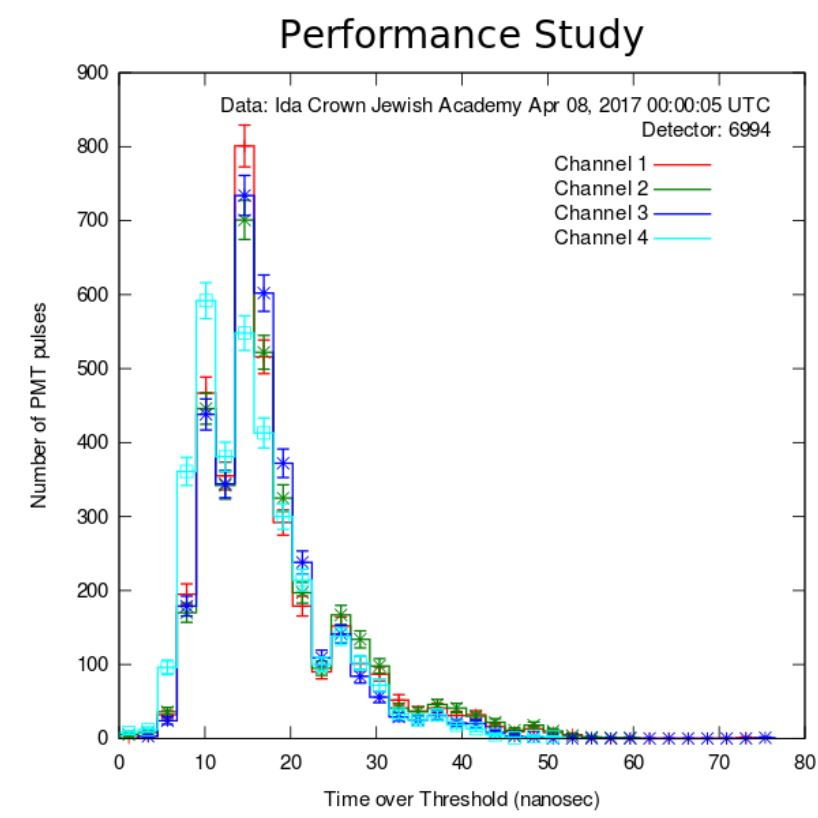 Performance Study
900
800
700
600
500
400
300
200
100
0
Data: Ida Crown Jewish Academy Apr 08, 2017 00:00:05 UTC
Detector: 6994
Channel 1
Channel 2
Channel 3
Channel 4
Number of PMT pulses
0 10 20 30 40 50 60 70 80
Time over Threshold (nanosec)